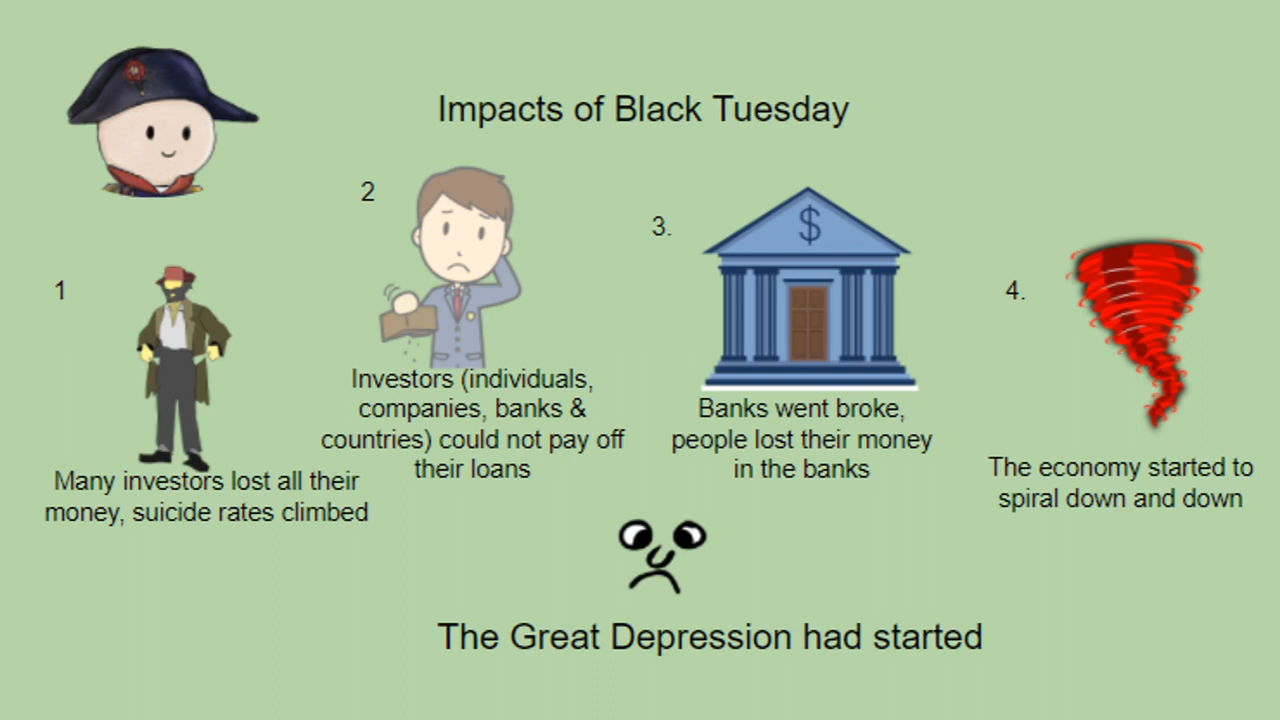 Impacts of Black Tuesday
1
Many investors lost all their
money, suicide rates climbed
2
Investors (individuals,
companies, banks &
countries) could not pay off
their loans
3.
$
Banks went broke,
people lost their money
in the banks
4.
The economy started to
spiral down and down
The Great Depression had started